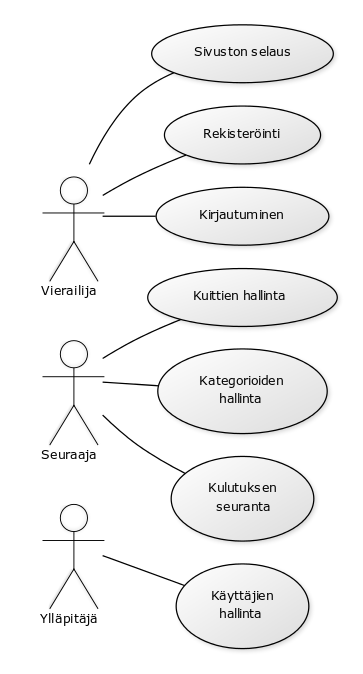 Sivuston selaus
Rekisteröinti
Kirjautuminen
Vierailija
Kuittien hallinta
Kategorioiden
hallinta
Seuraaja
Kulutuksen
seuranta
Käyttäjien
hallinta
Ylläpitäjä